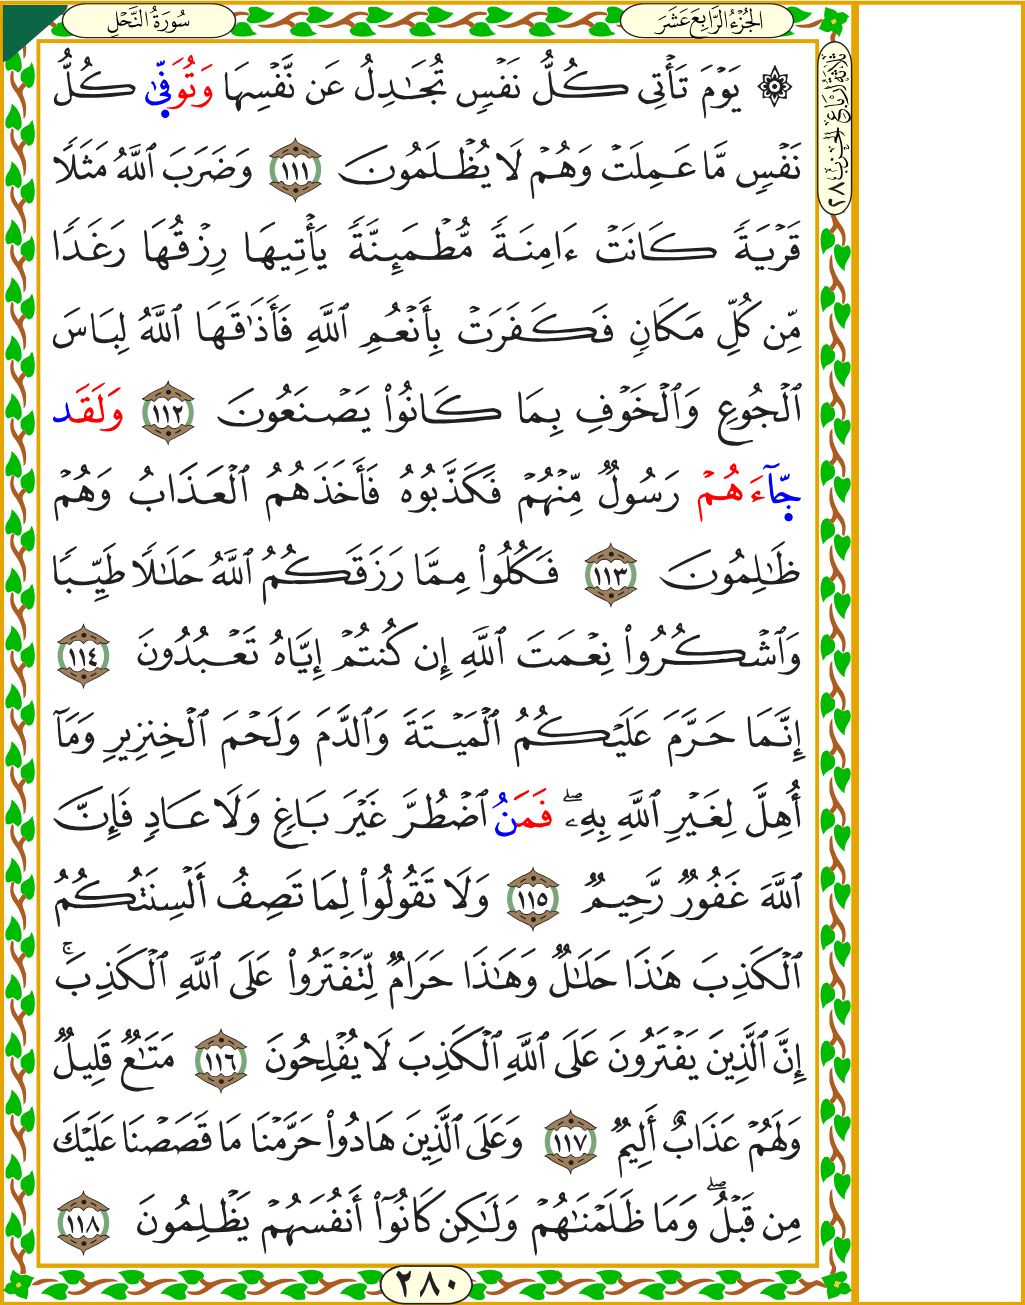 الجُزْءُ الرَّابِعَ عَشَرَ
سُورَةُ النَّحْلِ
ثَلَاثَةُ أَرْبَاعِ الحِزْبِ ٢٨
۞ يَوْمَ تَأْتِى كُلُّ نَفْسٍ تُجَـٰدِلُ عَن نَّفْسِهَا وَتُوَفِّىٰ كُلُّ
نَفْسٍ مَّا عَمِلَتْ وَهُمْ لَا يُظْلَمُونَ ١١١ وَضَرَبَ ٱللَّهُ مَثَلًا
قَرْيَةً كَانَتْ ءَامِنَةً مُّطْمَئِنَّةً يَأْتِيهَا رِزْقُهَا رَغَدًا
مِّن كُلِّ مَكَانٍ فَكَفَرَتْ بِأَنْعُمِ ٱللَّهِ فَأَذَٰقَهَا ٱللَّهُ لِبَاسَ
ٱلْجُوعِ وَٱلْخَوْفِ بِمَا كَانُوا۟ يَصْنَعُونَ ١١٢ وَلَقَد
جَّآءَهُمْ رَسُولٌ مِّنْهُمْ فَكَذَّبُوهُ فَأَخَذَهُمُ ٱلْعَذَابُ وَهُمْ
ظَـٰلِمُونَ ١١٣ فَكُلُوا۟ مِمَّا رَزَقَكُمُ ٱللَّهُ حَلَـٰلًا طَيِّبًا
وَٱشْكُرُوا۟ نِعْمَتَ ٱللَّهِ إِن كُنتُمْ إِيَّاهُ تَعْبُدُونَ ١١٤
إِنَّمَا حَرَّمَ عَلَيْكُمُ ٱلْمَيْتَةَ وَٱلدَّمَ وَلَحْمَ ٱلْخِنزِيرِ وَمَآ
أُهِلَّ لِغَيْرِ ٱللَّهِ بِهِۦۖ فَمَنُ ٱضْطُرَّ غَيْرَ بَاغٍ وَلَا عَادٍ فَإِنَّ
ٱللَّهَ غَفُورٌ رَّحِيمٌ ١١٥ وَلَا تَقُولُوا۟ لِمَا تَصِفُ أَلْسِنَتُكُمُ
ٱلْكَذِبَ هَـٰذَا حَلَـٰلٌ وَهَـٰذَا حَرَامٌ لِّتَفْتَرُوا۟ عَلَى ٱللَّهِ ٱلْكَذِبَۚ
إِنَّ ٱلَّذِينَ يَفْتَرُونَ عَلَى ٱللَّهِ ٱلْكَذِبَ لَا يُفْلِحُونَ ١١٦ مَتَـٰعٌ قَلِيلٌ
وَلَهُمْ عَذَابٌ أَلِيمٌ ١١٧ وَعَلَى ٱلَّذِينَ هَادُوا۟ حَرَّمْنَا مَا قَصَصْنَا عَلَيْكَ
مِن قَبْلُۖ وَمَا ظَلَمْنَـٰهُمْ وَلَـٰكِن كَانُوٓا۟ أَنفُسَهُمْ يَظْلِمُونَ ١١٨
٢٨٠